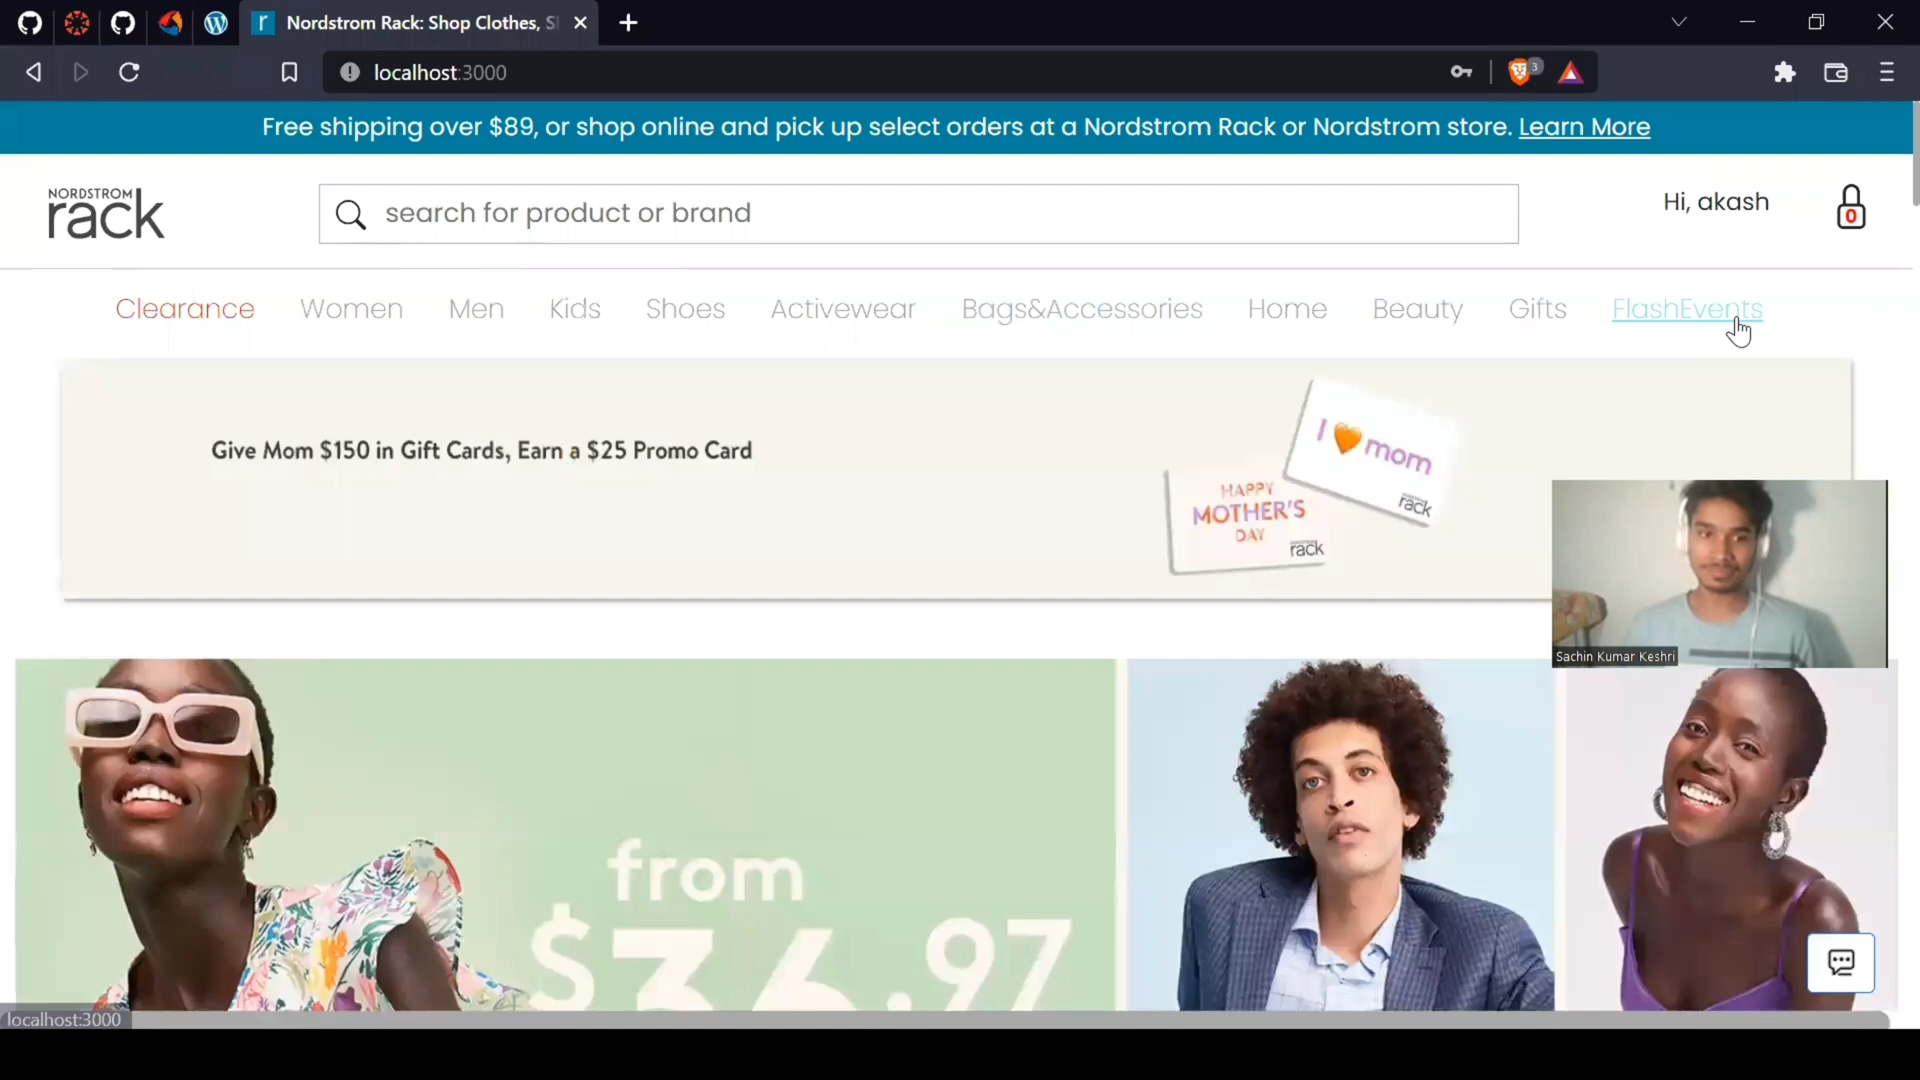 Nordstrom Rack: Shop Clothes, S
localhost:3000
3
Free shipping over $89, or shop online and pick up select orders at a Nordstrom Rack or Nordstrom store. Learn More
NORDSTROM
rack
search for product or brand
Hi, akash
0
Clearance Women Men Kids Shoes Activewear Bags&Accessories Home Beauty Gifts FlashEvents
Give Mom $150 in Gift Cards, Earn a $25 Promo Card
I 🧡 mom
rack
HAPPY
MOTHER'S
DAY
rack
Sachin Kumar Keshri
from
$36.97
localhost:3000